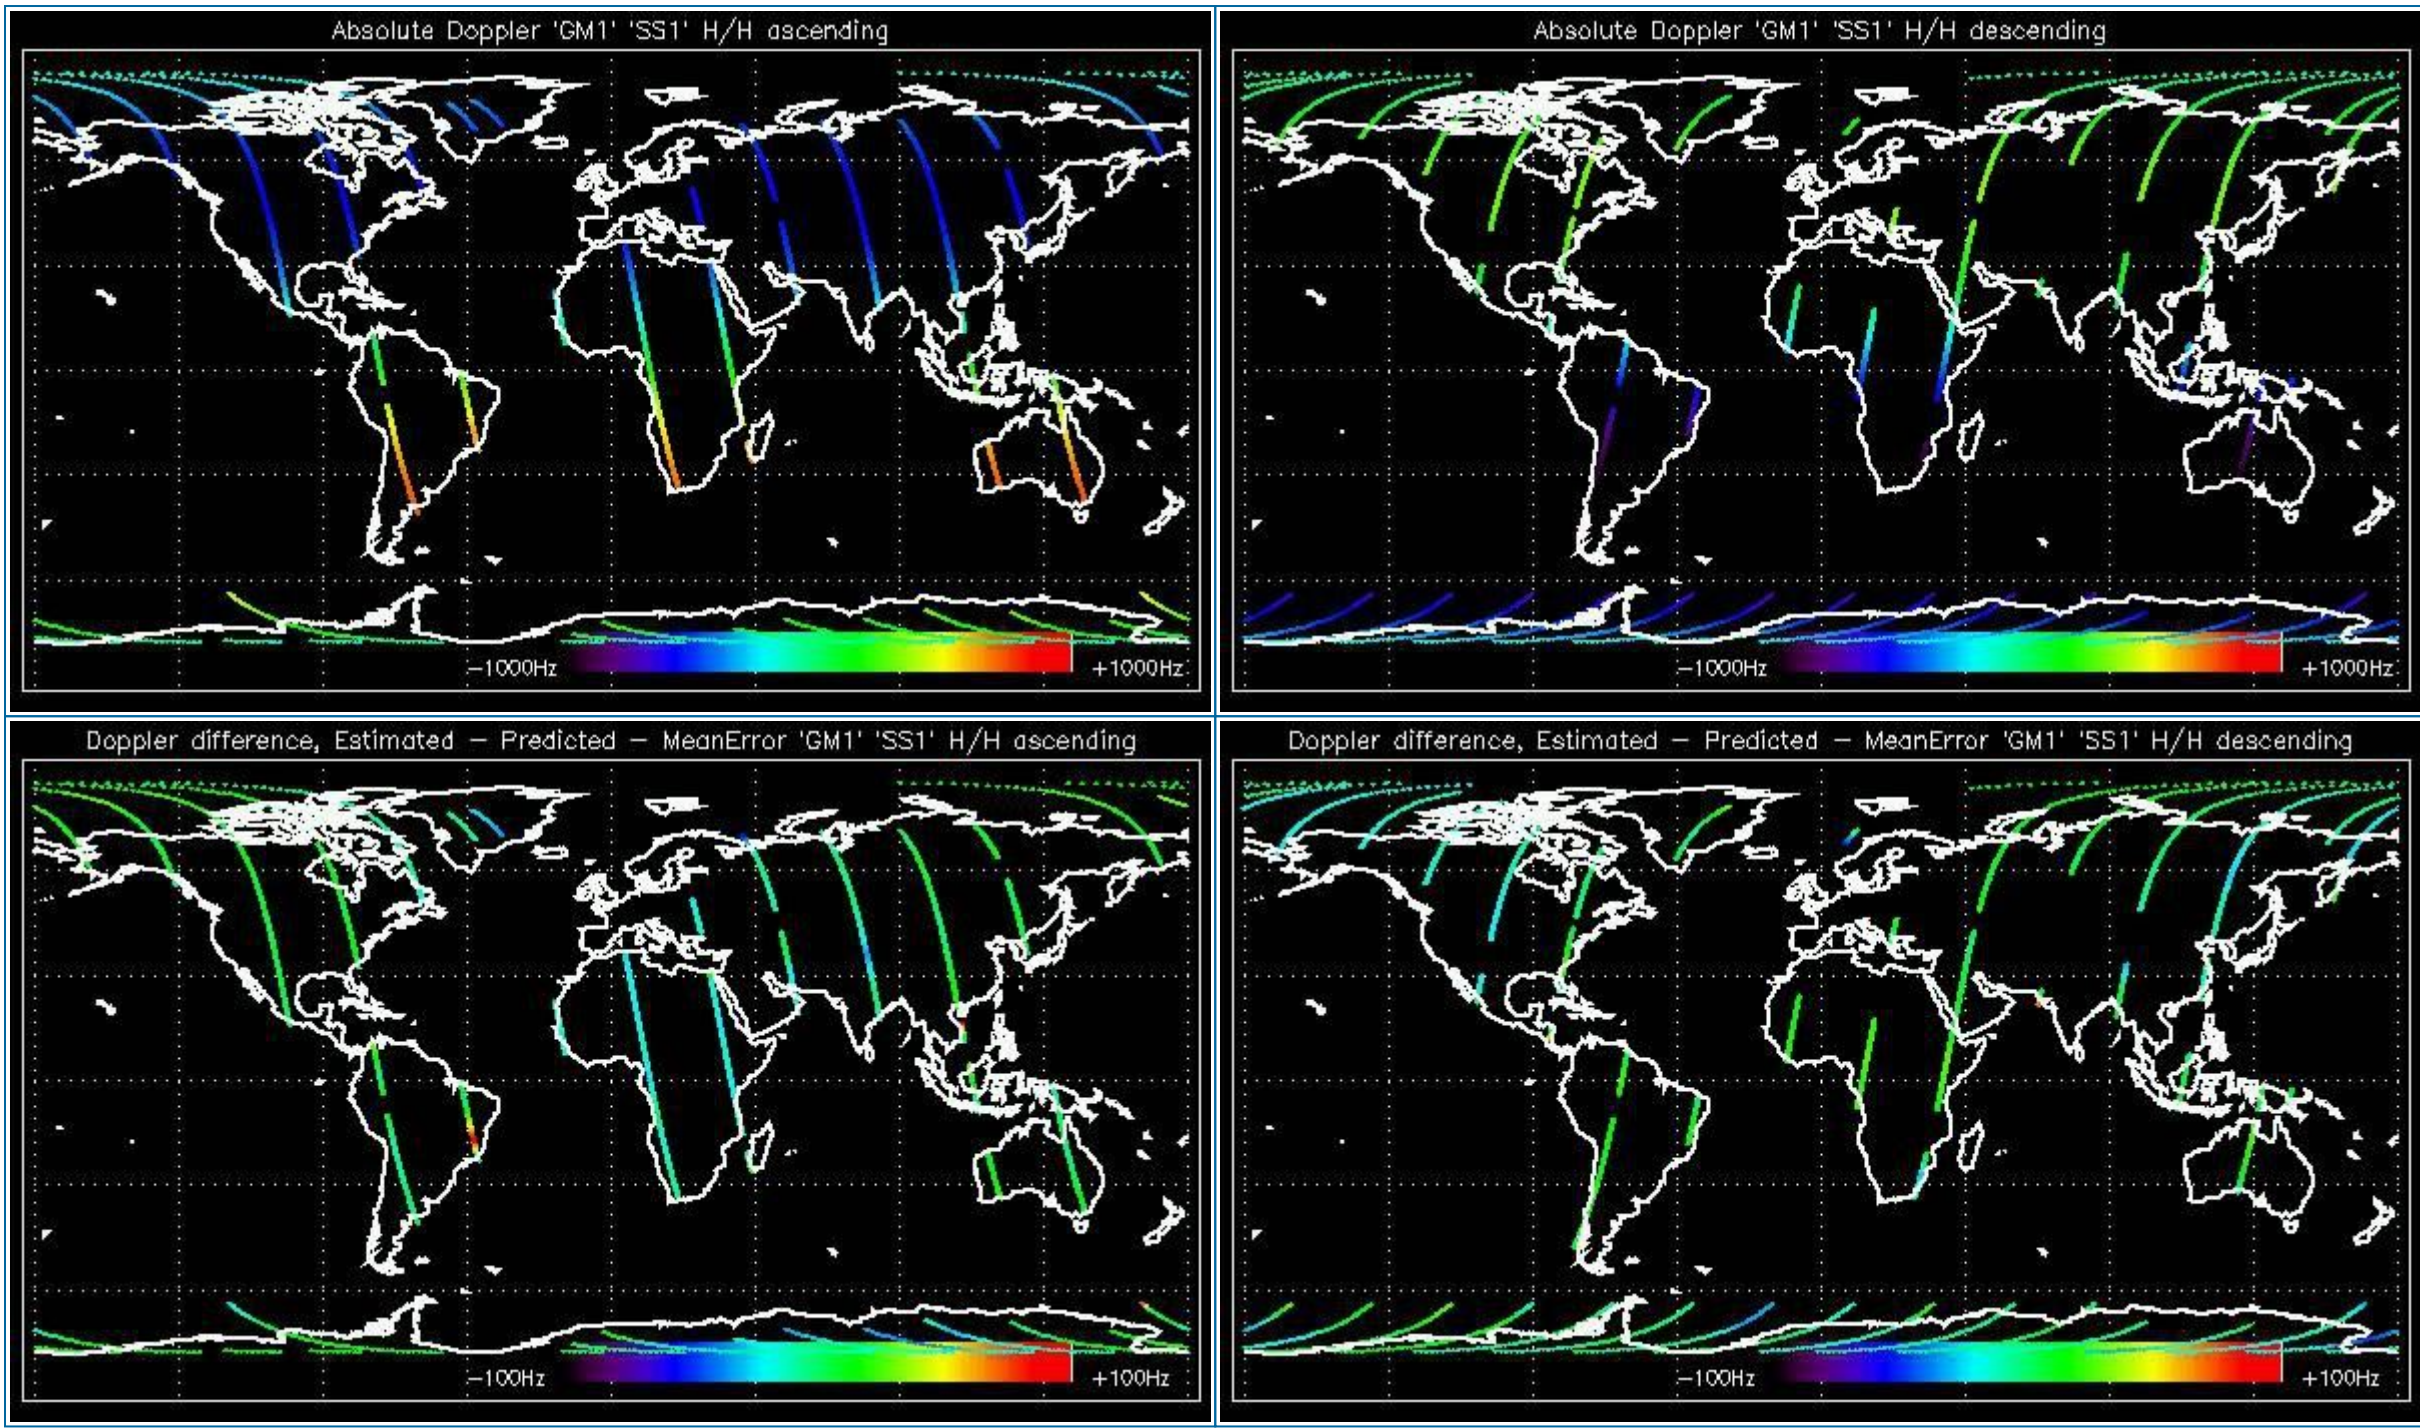 Absolute Doppler 'GM1' 'SS1' H/H ascending
−1000Hz
+1000Hz
Absolute Doppler 'GM1' 'SS1' H/H descending
−1000Hz
+1000Hz
Doppler difference, Estimated − Predicted − MeanError 'GM1' 'SS1' H/H ascending
−100Hz
+100Hz
Doppler difference, Estimated − Predicted − MeanError 'GM1' 'SS1' H/H descending
−100Hz
+100Hz